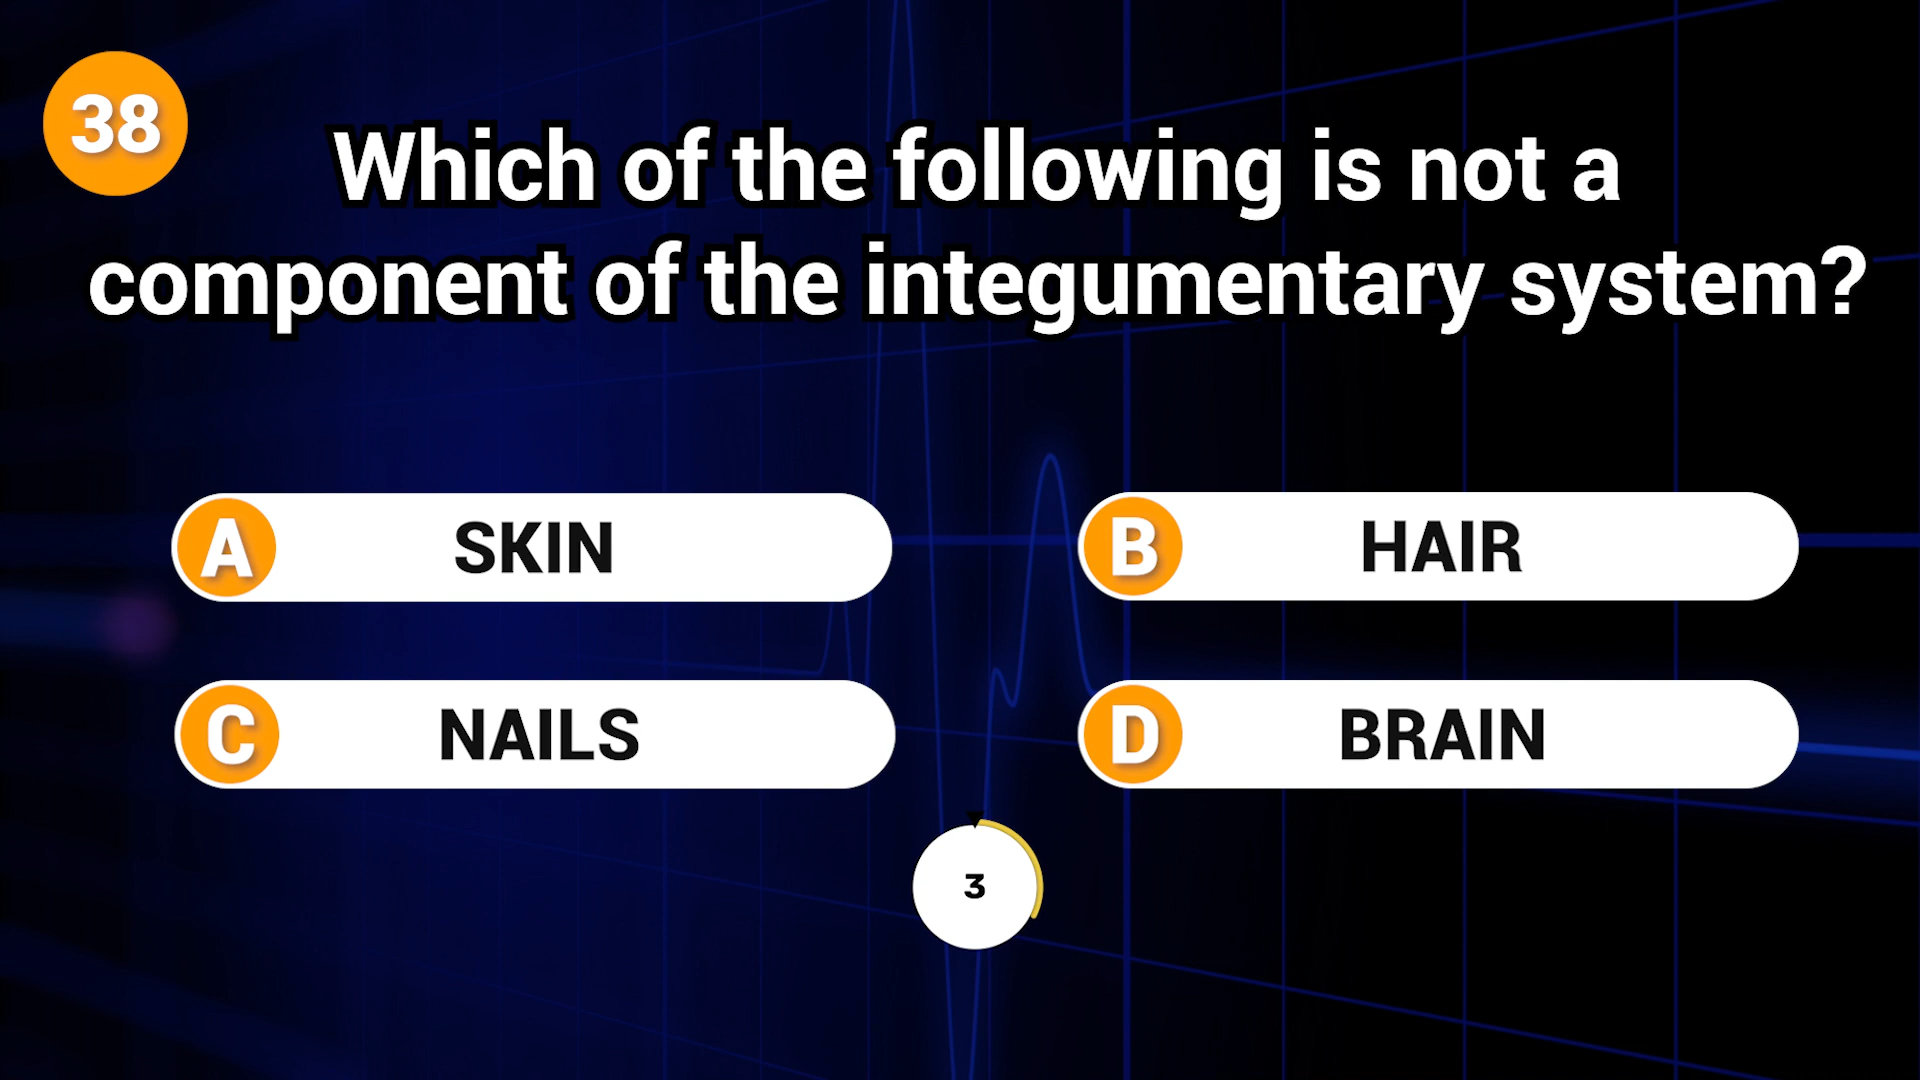 38
Which of the following is not a
component of the integumentary system?
A SKIN
B HAIR
C NAILS
D BRAIN
3